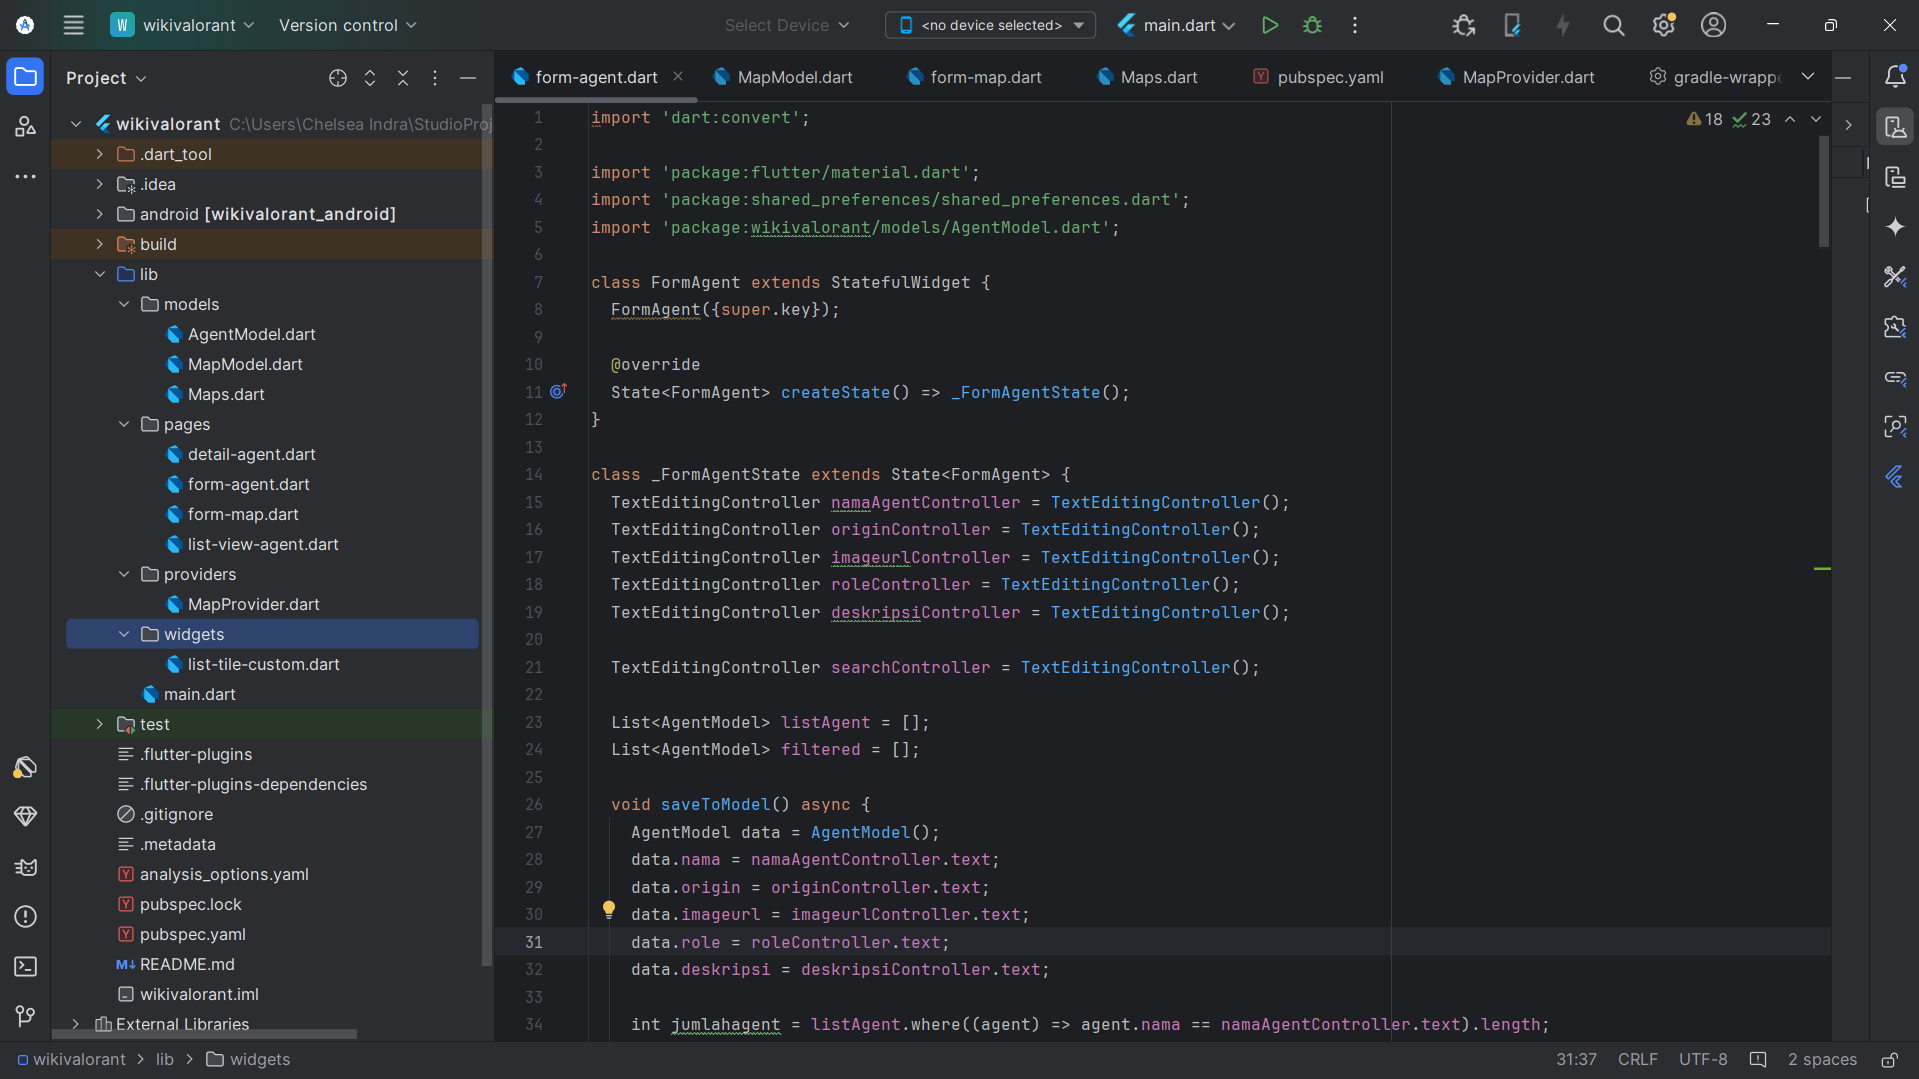 W wikivalorant Version control Select Device <no device selected> main.dart
Project
form-agent.dart MapModel.dart form-map.dart Maps.dart pubspec.yaml MapProvider.dart gradle-wrappe
wikivalorant C:\Users\Chelsea Indra\StudioProj
.dart_tool
.idea
android [wikivalorant_android]
build
lib
models
AgentModel.dart
MapModel.dart
Maps.dart
pages
detail-agent.dart
form-agent.dart
form-map.dart
list-view-agent.dart
providers
MapProvider.dart
widgets
list-tile-custom.dart
main.dart
test
.flutter-plugins
.flutter-plugins-dependencies
.gitignore
.metadata
Y analysis_options.yaml
Y pubspec.lock
Y pubspec.yaml
M↓ README.md
wikivalorant.iml
External Libraries
18 23
1 import 'dart:convert';
2
3 import 'package:flutter/material.dart';
4 import 'package:shared_preferences/shared_preferences.dart';
5 import 'package:wikivalorant/models/AgentModel.dart';
6
7 class FormAgent extends StatefulWidget {
8 FormAgent({super.key});
9
10 @override
11 State<FormAgent> createState() => _FormAgentState();
12 }
13
14 class _FormAgentState extends State<FormAgent> {
15 TextEditingController namaAgentController = TextEditingController();
16 TextEditingController originController = TextEditingController();
17 TextEditingController imageurlController = TextEditingController();
18 TextEditingController roleController = TextEditingController();
19 TextEditingController deskripsiController = TextEditingController();
20
21 TextEditingController searchController = TextEditingController();
22
23 List<AgentModel> listAgent = [];
24 List<AgentModel> filtered = [];
25
26 void saveToModel() async {
27 AgentModel data = AgentModel();
28 data.nama = namaAgentController.text;
29 data.origin = originController.text;
30 data.imageurl = imageurlController.text;
31 data.role = roleController.text;
32 data.deskripsi = deskripsiController.text;
33
34 int jumlahagent = listAgent.where((agent) => agent.nama == namaAgentController.text).length;
wikivalorant > lib > widgets 31:37 CRLF UTF-8 2 spaces